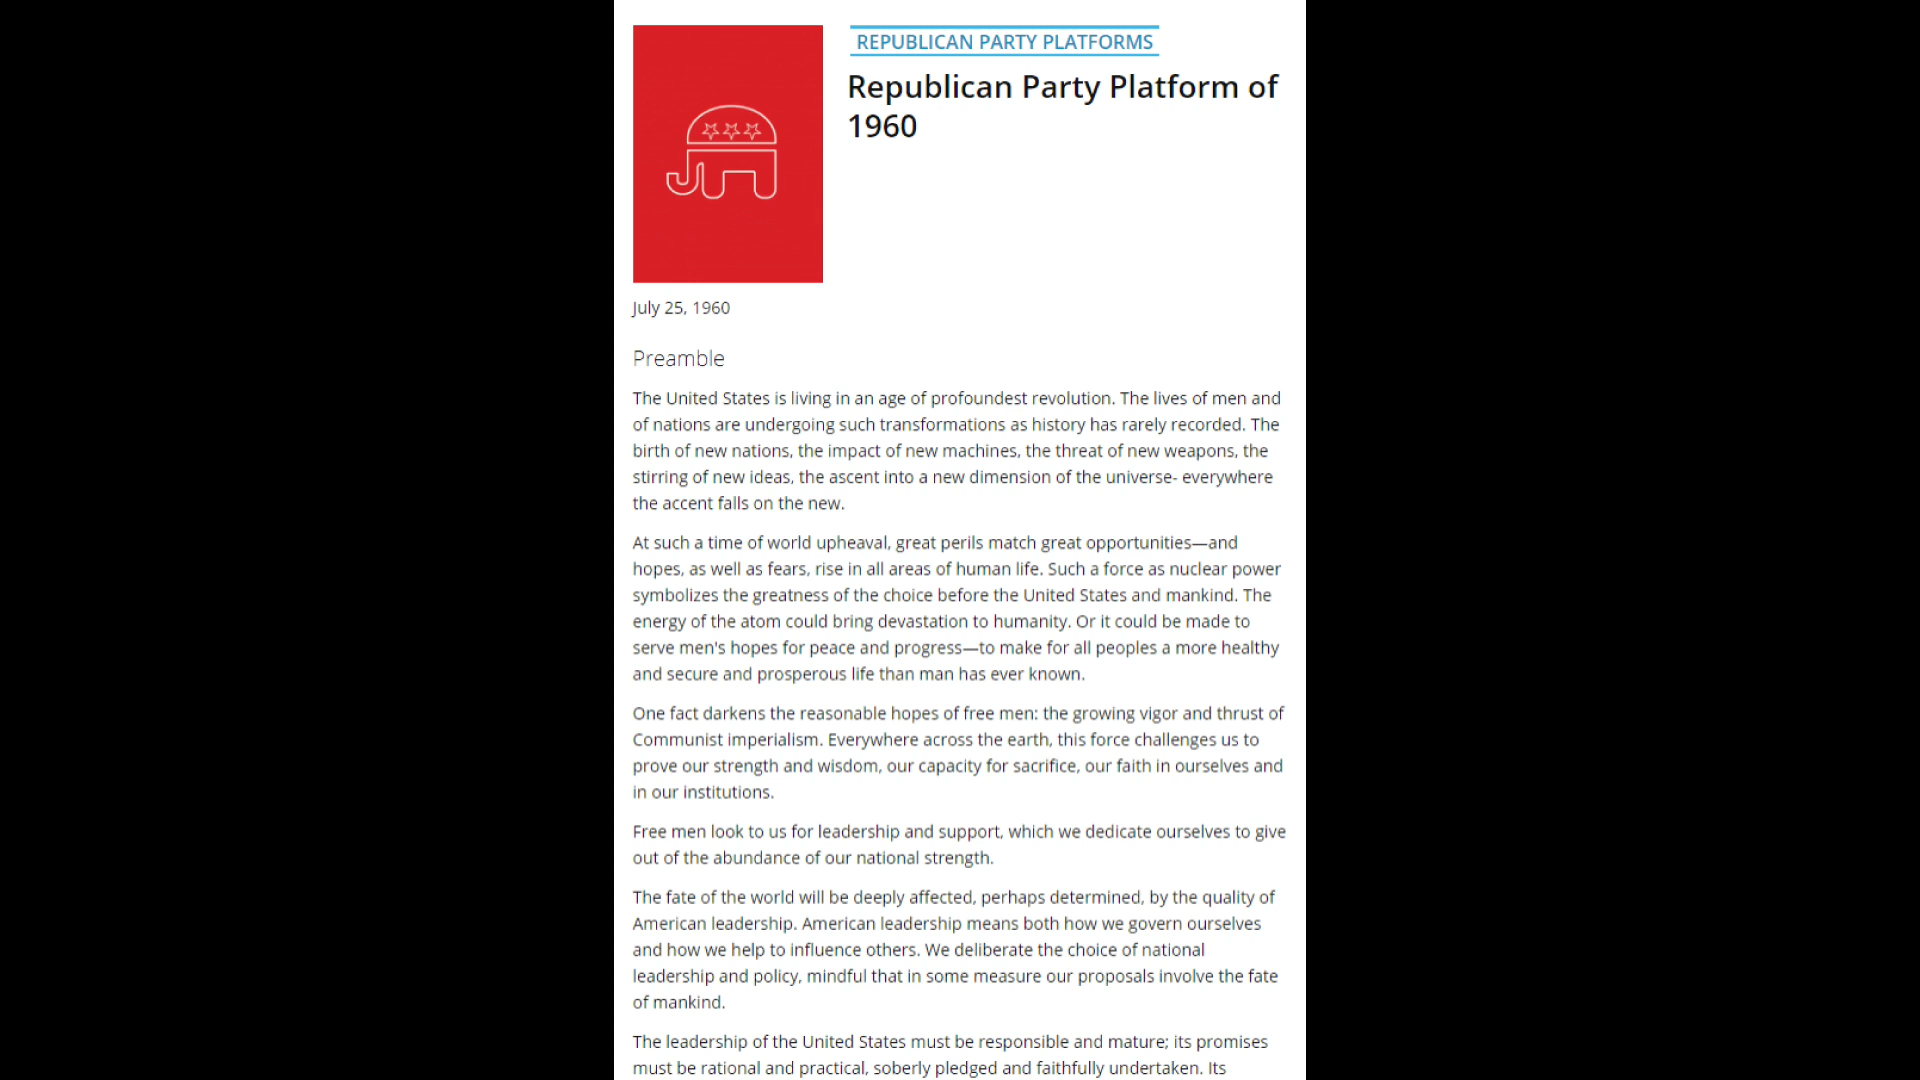 REPUBLICAN PARTY PLATFORMS
Republican Party Platform of
1960
July 25, 1960
Preamble
The United States is living in an age of profoundest revolution. The lives of men and
of nations are undergoing such transformations as history has rarely recorded. The
birth of new nations, the impact of new machines, the threat of new weapons, the
stirring of new ideas, the ascent into a new dimension of the universe- everywhere
the accent falls on the new.
At such a time of world upheaval, great perils match great opportunities—and
hopes, as well as fears, rise in all areas of human life. Such a force as nuclear power
symbolizes the greatness of the choice before the United States and mankind. The
energy of the atom could bring devastation to humanity. Or it could be made to
serve men's hopes for peace and progress—to make for all peoples a more healthy
and secure and prosperous life than man has ever known.
One fact darkens the reasonable hopes of free men: the growing vigor and thrust of
Communist imperialism. Everywhere across the earth, this force challenges us to
prove our strength and wisdom, our capacity for sacrifice, our faith in ourselves and
in our institutions.
Free men look to us for leadership and support, which we dedicate ourselves to give
out of the abundance of our national strength.
The fate of the world will be deeply affected, perhaps determined, by the quality of
American leadership. American leadership means both how we govern ourselves
and how we help to influence others. We deliberate the choice of national
leadership and policy, mindful that in some measure our proposals involve the fate
of mankind.
The leadership of the United States must be responsible and mature; its promises
must be rational and practical, soberly pledged and faithfully undertaken. Its